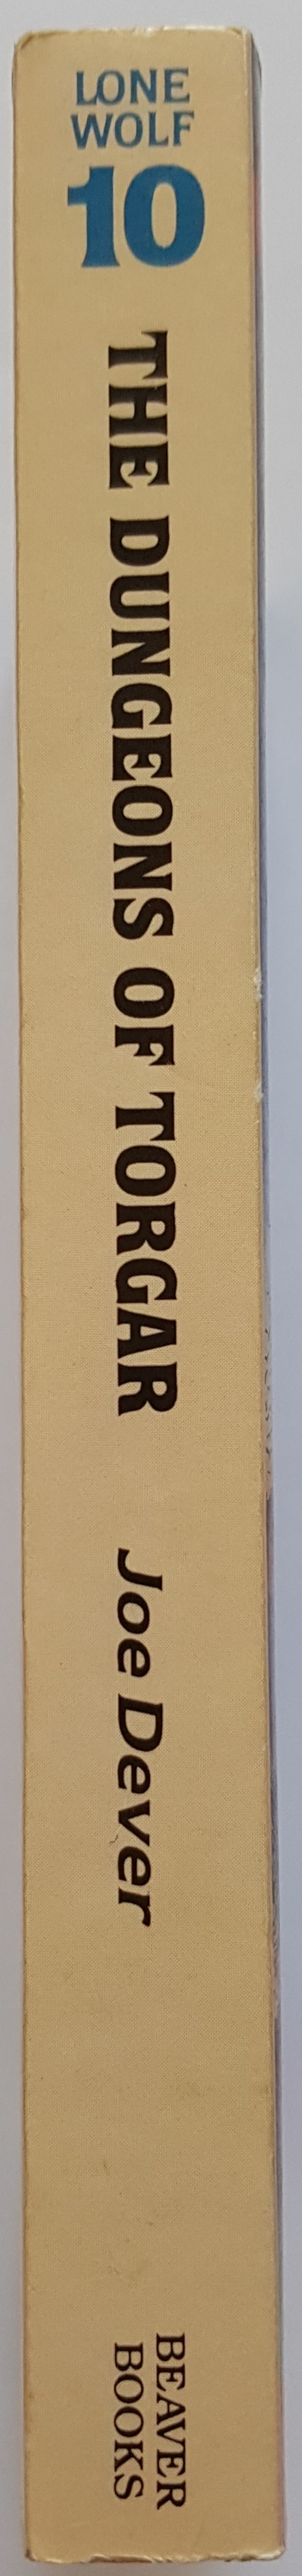 LONE
WOLF
10
THE DUNGEONS OF TORGAR
Joe Dever
BEAVER
BOOKS